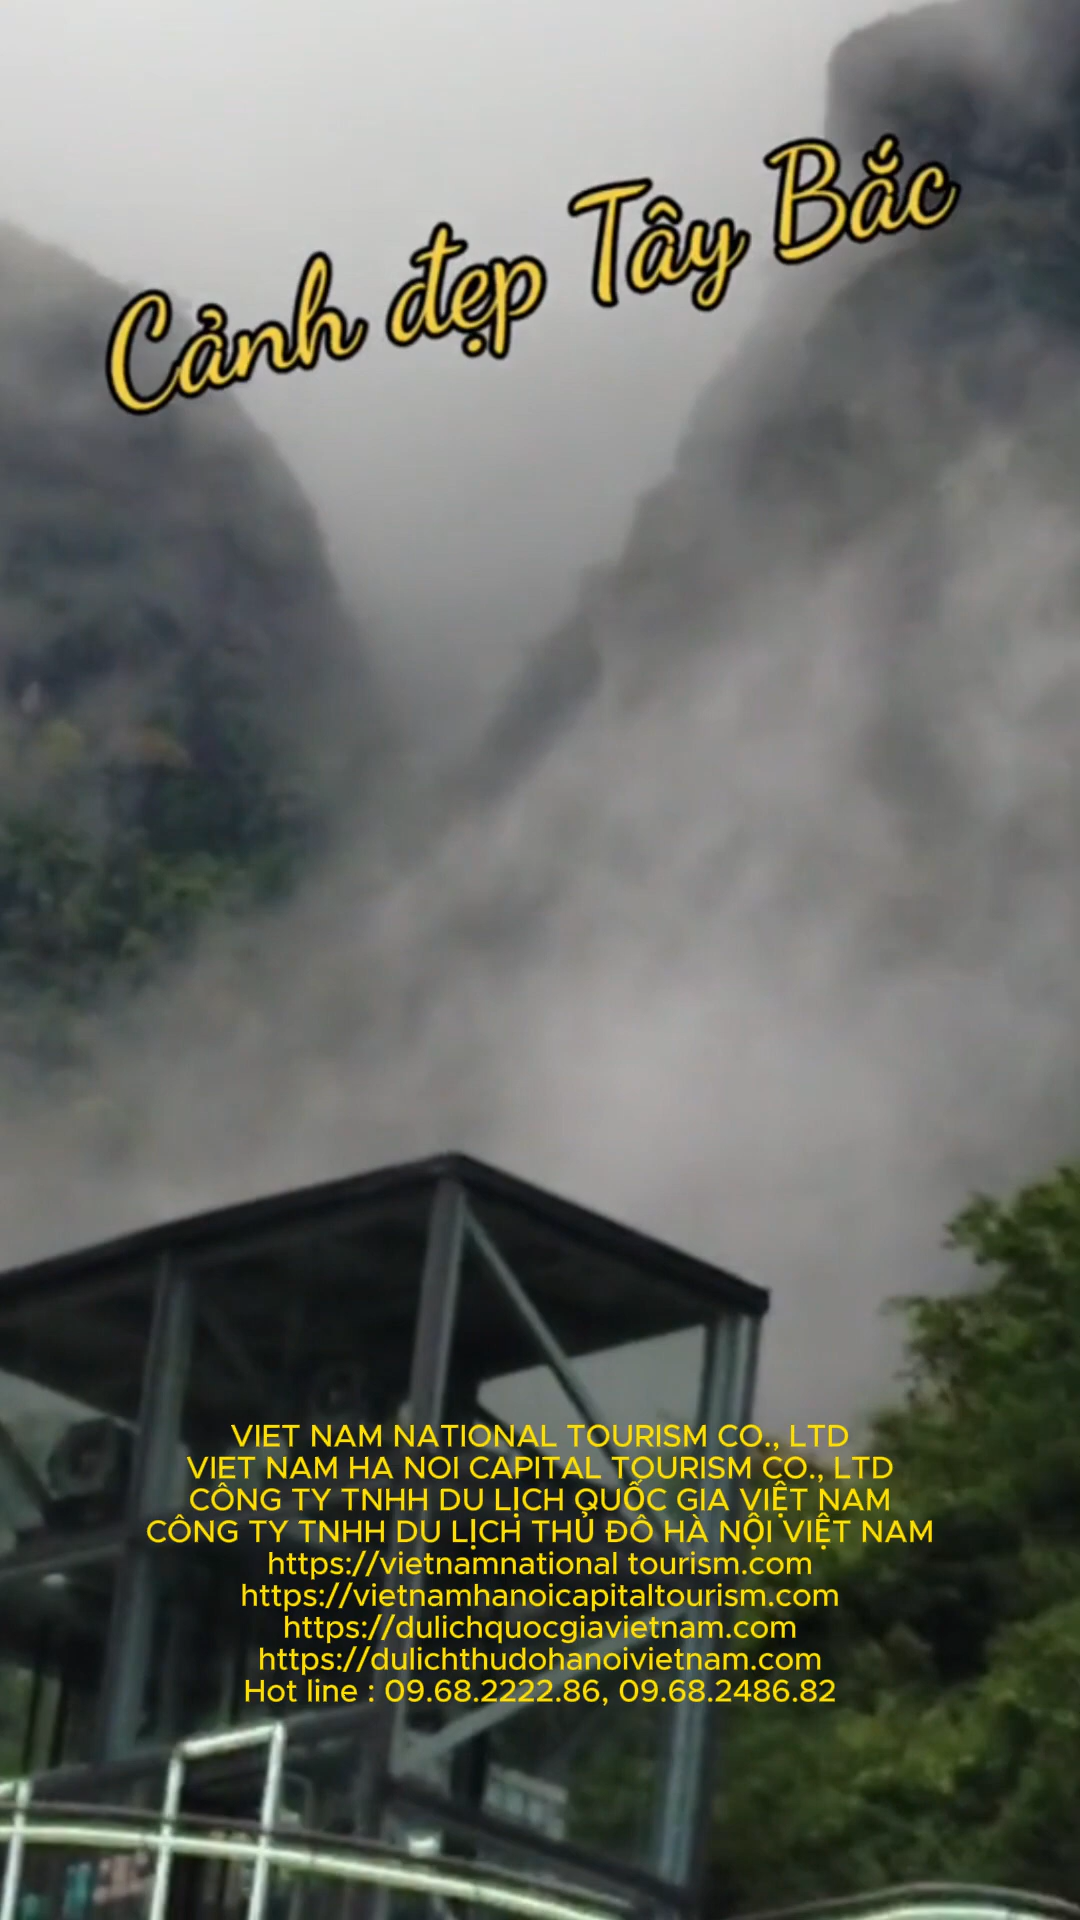 Cảnh đẹp Tây Bắc
VIET NAM NATIONAL TOURISM CO., LTD
VIET NAM HA NOI CAPITAL TOURISM CO., LTD
CÔNG TY TNHH DU LỊCH QUỐC GIA VIỆT NAM
CÔNG TY TNHH DU LỊCH THỦ ĐÔ HÀ NỘI VIỆT NAM
https://vietnamnational tourism.com
https://vietnamhanoicapitaltourism.com
https://dulichquocgiavietnam.com
https://dulichthudohanoivietnam.com
Hot line : 09.68.2222.86, 09.68.2486.82